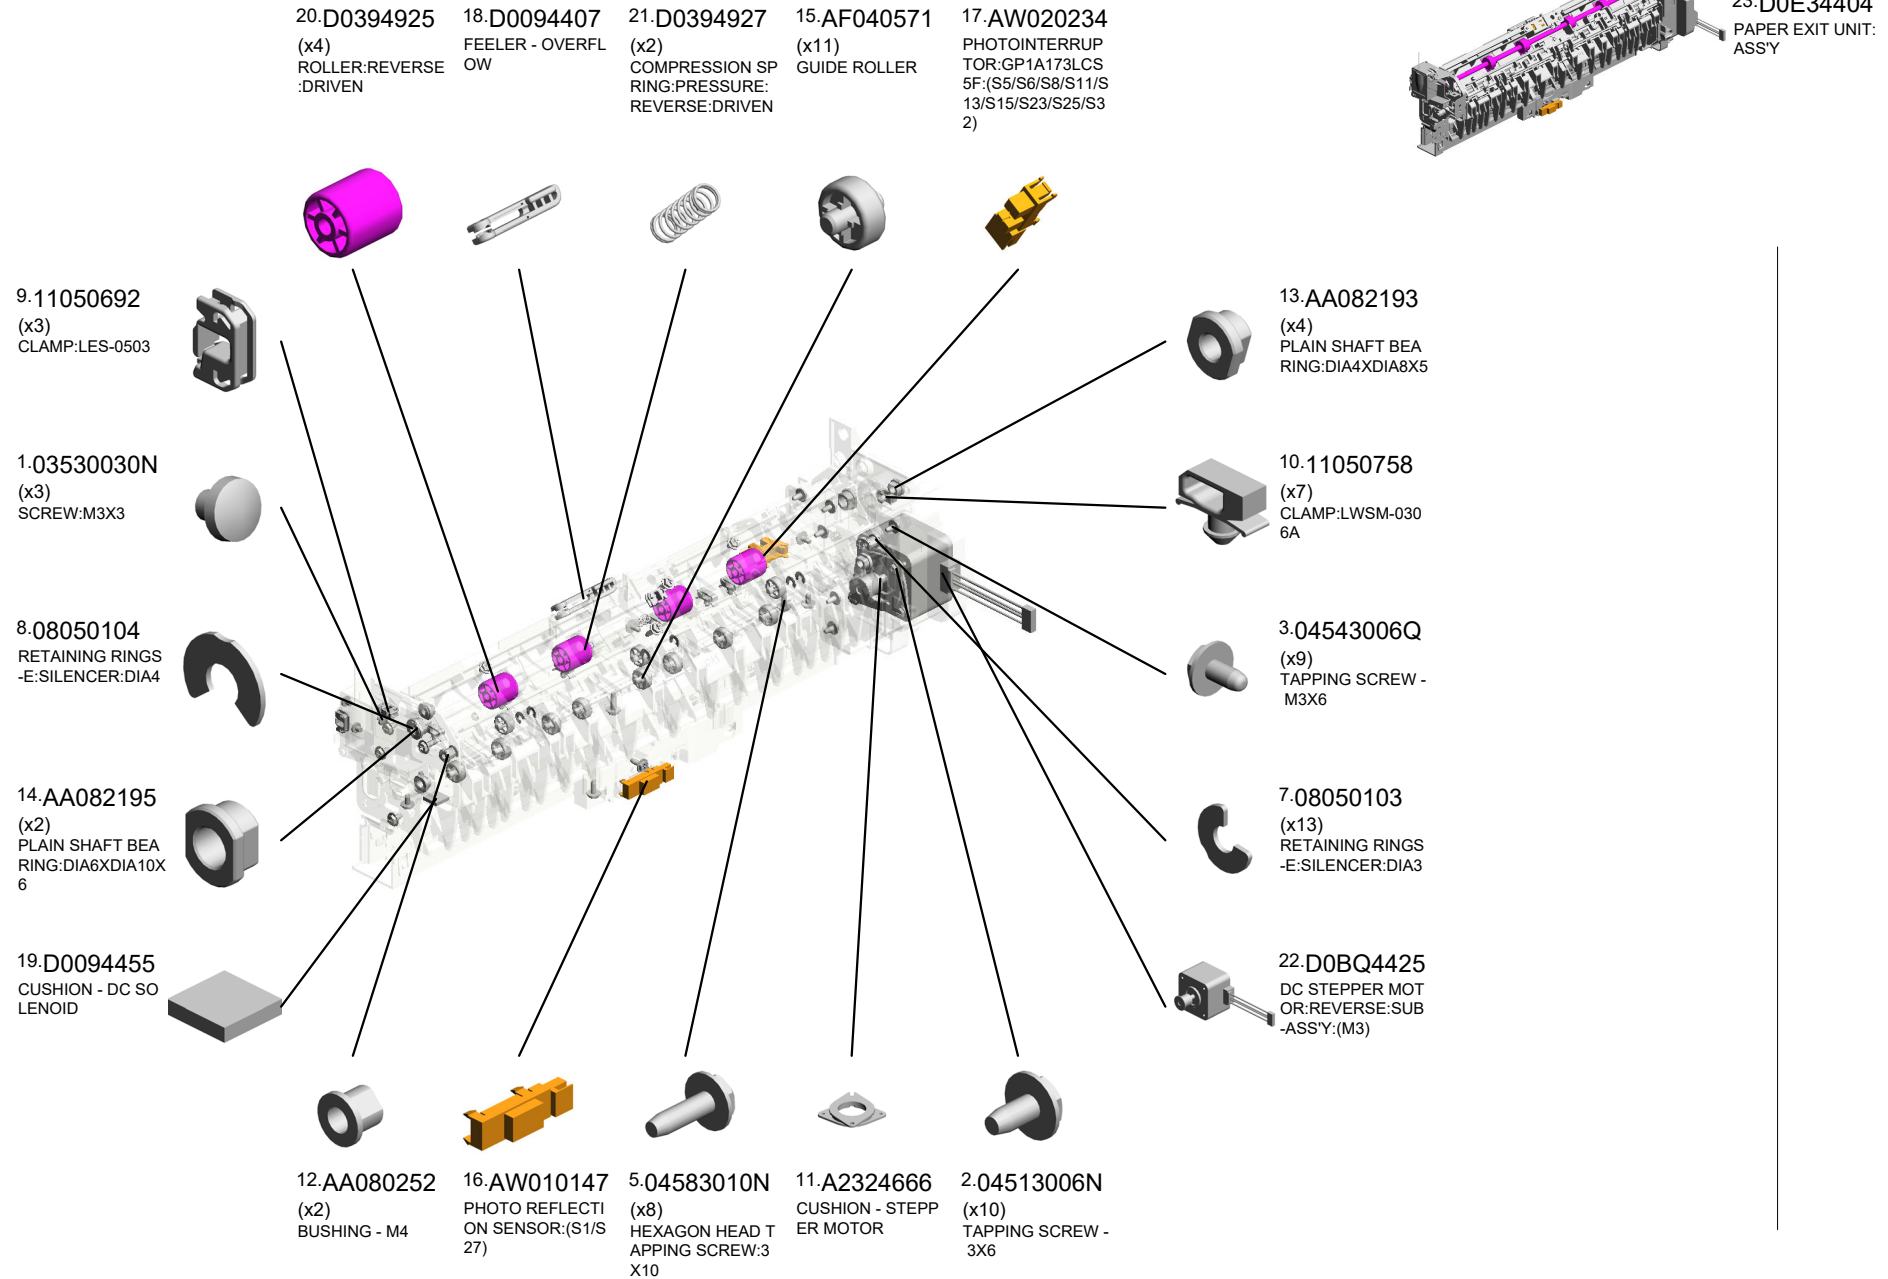 20.D0394925
(x4)
ROLLER:REVERSE
:DRIVEN
18.D0094407
FEELER - OVERFL
OW
21.D0394927
(x2)
COMPRESSION SP
RING:PRESSURE:
REVERSE:DRIVEN
15.AF040571
(x11)
GUIDE ROLLER
17.AW020234
PHOTOINTERRUP
TOR:GP1A173LCS
5F:(S5/S6/S8/S11/S
13/S15/S23/S25/S3
2)
23.D0E34404
PAPER EXIT UNIT:
ASS'Y
9.11050692
(x3)
CLAMP:LES-0503
1.03530030N
(x3)
SCREW:M3X3
8.08050104
RETAINING RINGS
-E:SILENCER:DIA4
14.AA082195
(x2)
PLAIN SHAFT BEA
RING:DIA6XDIA10X
6
19.D0094455
CUSHION - DC SO
LENOID
13.AA082193
(x4)
PLAIN SHAFT BEA
RING:DIA4XDIA8X5
10.11050758
(x7)
CLAMP:LWSM-030
6A
3.04543006Q
(x9)
TAPPING SCREW -
M3X6
7.08050103
(x13)
RETAINING RINGS
-E:SILENCER:DIA3
22.D0BQ4425
DC STEPPER MOT
OR:REVERSE:SUB
-ASS'Y:(M3)
12.AA080252
(x2)
BUSHING - M4
16.AW010147
PHOTO REFLECTI
ON SENSOR:(S1/S
27)
5.04583010N
(x8)
HEXAGON HEAD T
APPING SCREW:3
X10
11.A2324666
CUSHION - STEPP
ER MOTOR
2.04513006N
(x10)
TAPPING SCREW -
3X6